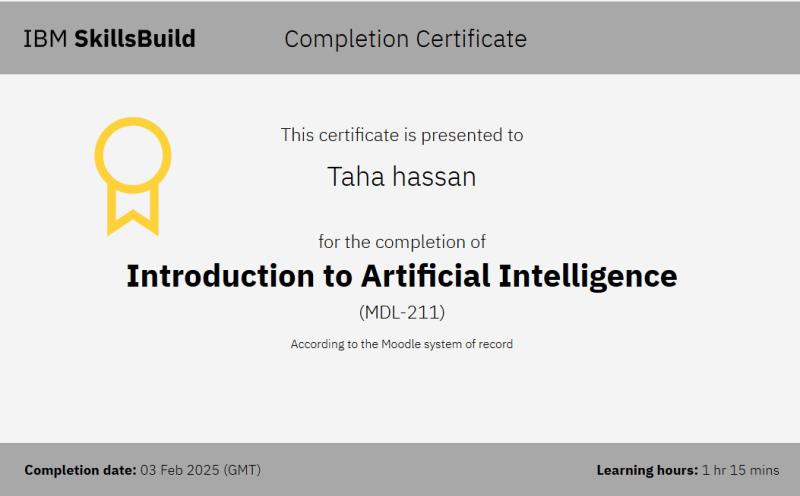 IBM SkillsBuild
Completion Certificate
This certificate is presented to
Taha hassan
for the completion of
Introduction to Artificial Intelligence
(MDL-211)
According to the Moodle system of record
Completion date: 03 Feb 2025 (GMT)
Learning hours: 1 hr 15 mins